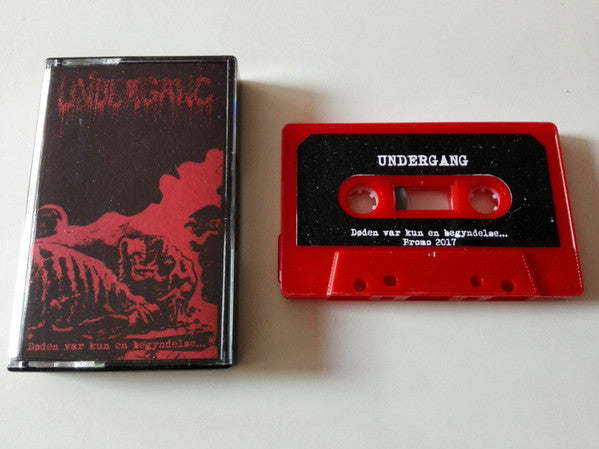 UNDERGANG
Døden var kun en begyndelse...
UNDERGANG
Døden var kun en begyndelse...
Promo 2017